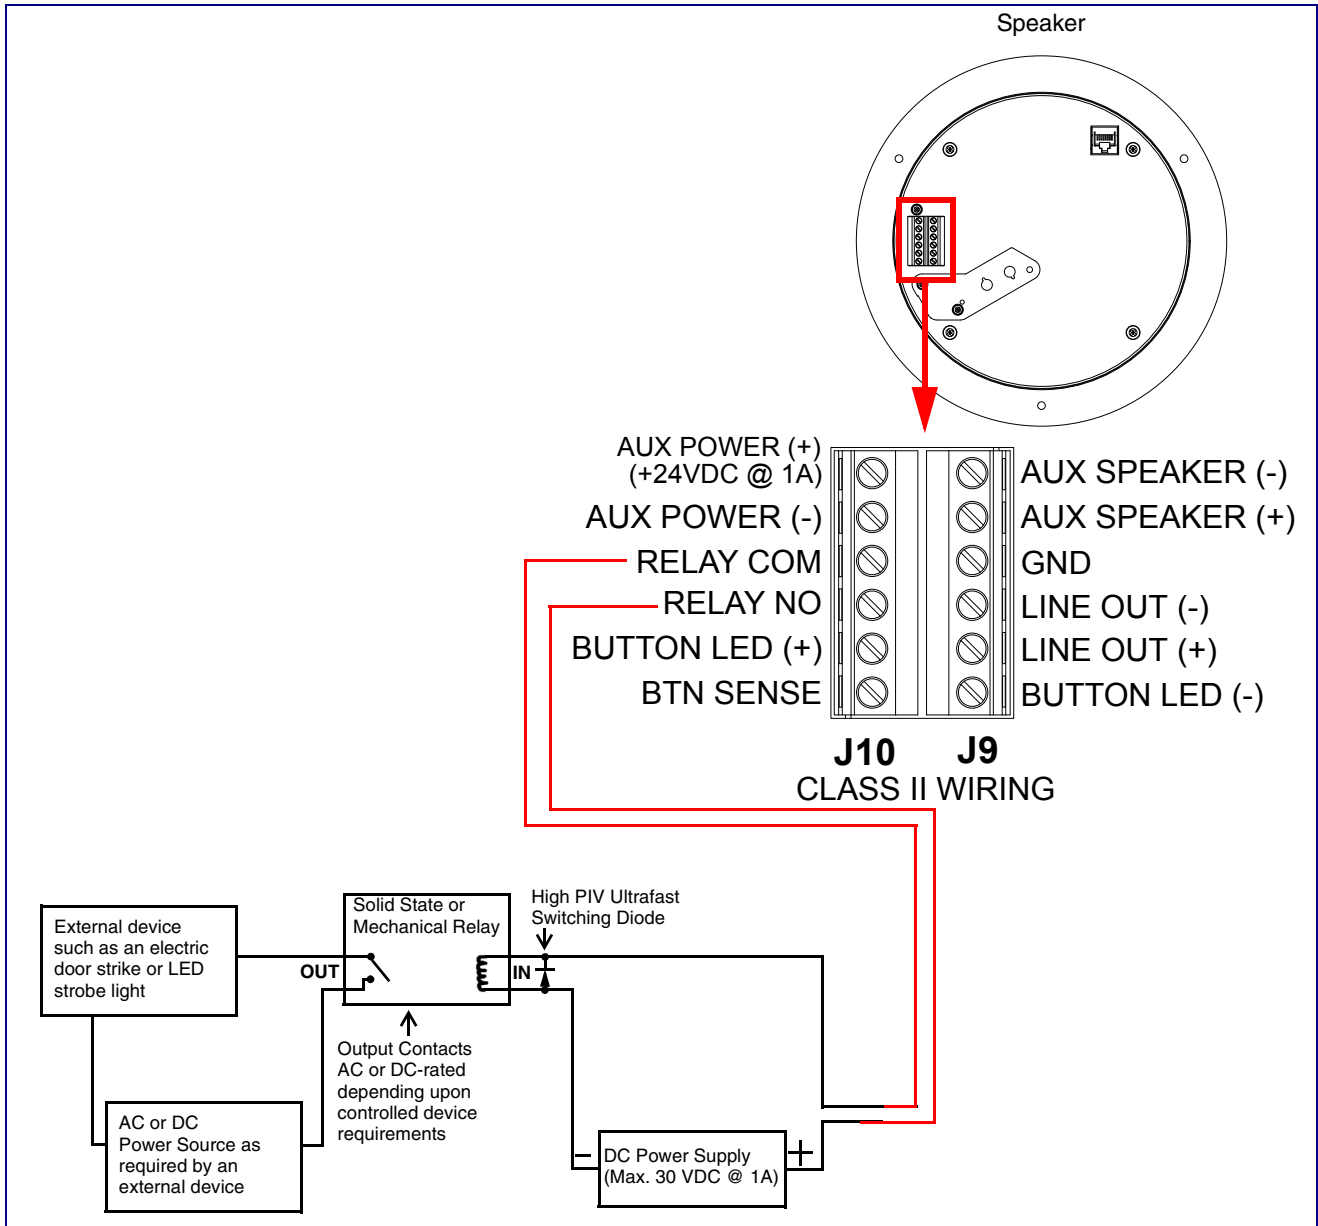 Speaker
AUX POWER (+)
(+24VDC @ 1A)
AUX POWER (-)
RELAY COM
RELAY NO
BUTTON LED (+)
BTN SENSE
AUX SPEAKER (-)
AUX SPEAKER (+)
GND
LINE OUT (-)
LINE OUT (+)
BUTTON LED (-)
J10 J9
CLASS II WIRING
External device
such as an electric
door strike or LED
strobe light
Solid State or
Mechanical Relay
OUT
IN
High PIV Ultrafast
Switching Diode
Output Contacts
AC or DC-rated
depending upon
controlled device
requirements
AC or DC
Power Source as
required by an
external device
- +
DC Power Supply
(Max. 30 VDC @ 1A)